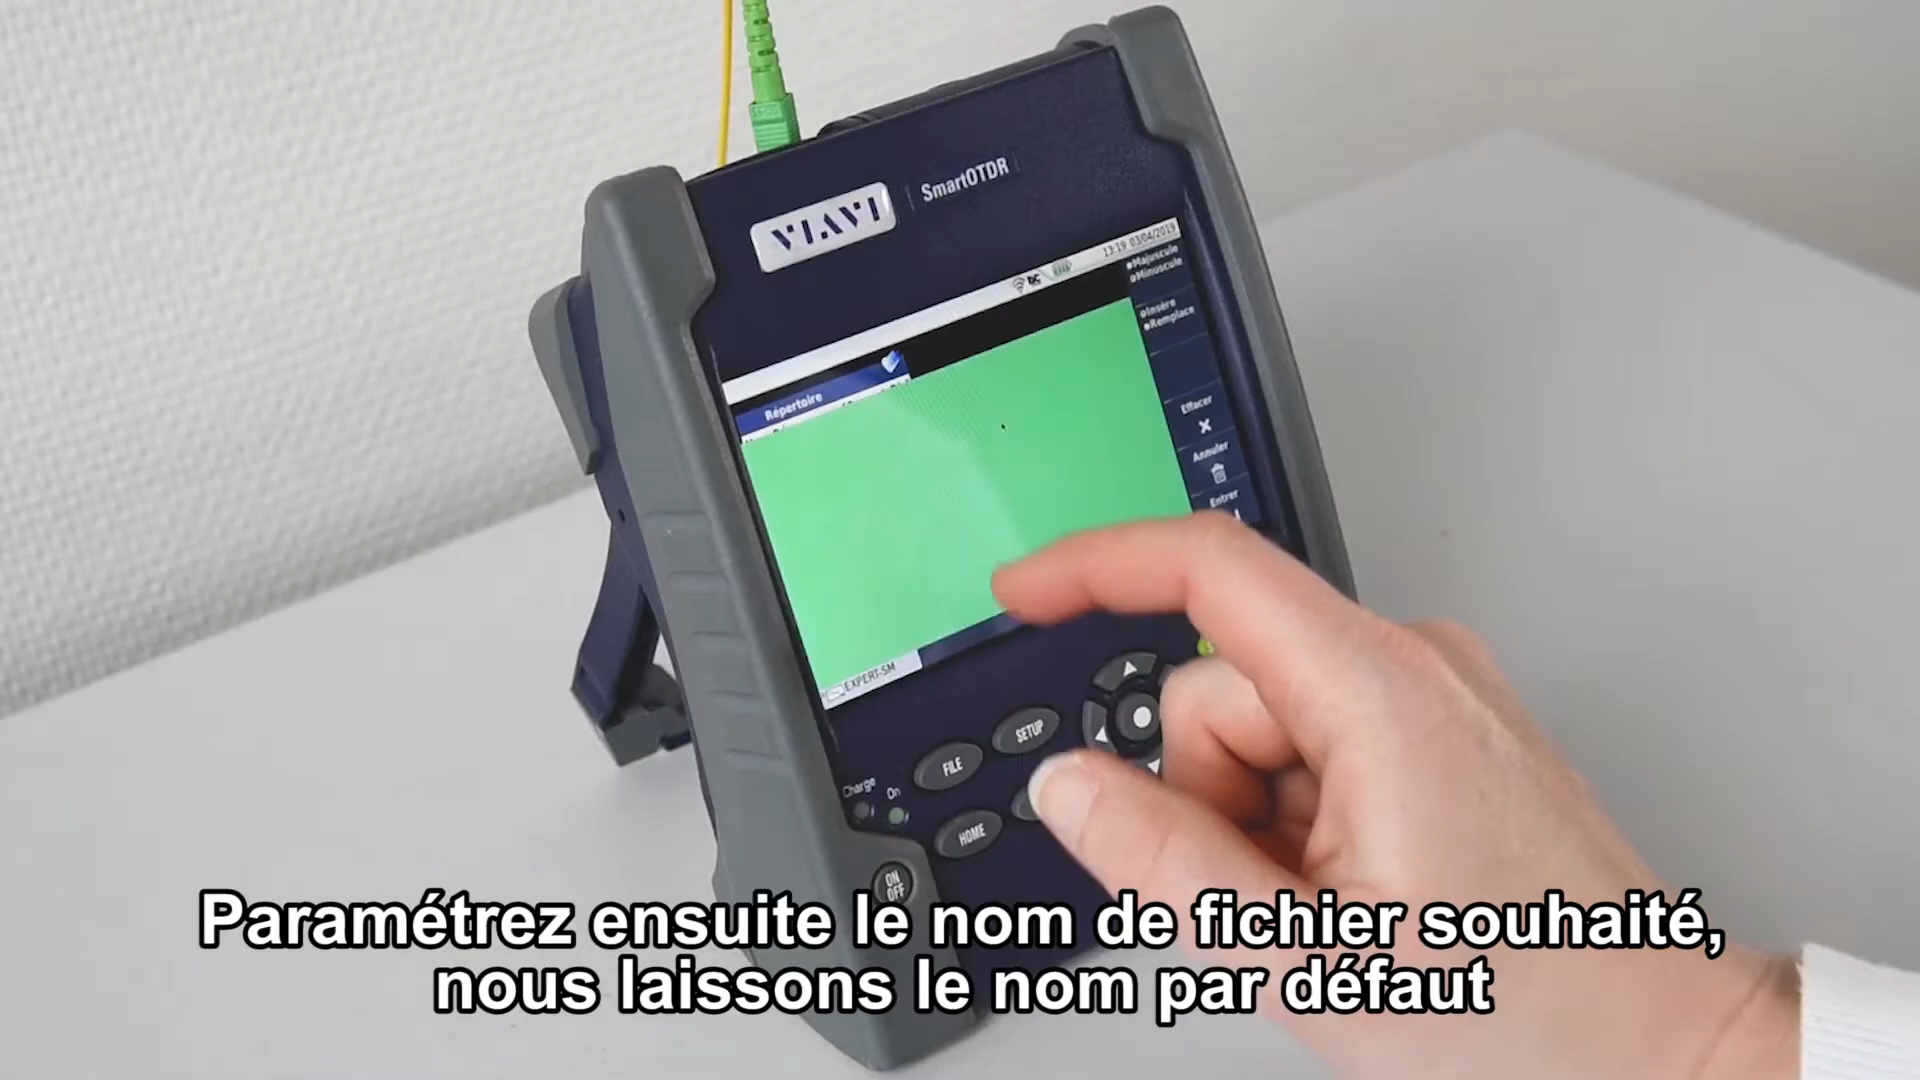 VIAVI
SmartOTDR
13:19 03/04/2019
Majuscule
Minuscule
Insère
Remplace
Répertoire
Effacer
Annuler
Entrer
EXPERT-SM
SETUP
FILE
Charge
On
HOME
ON
OFF
Paramétrez ensuite le nom de fichier souhaité,
nous laissons le nom par défaut